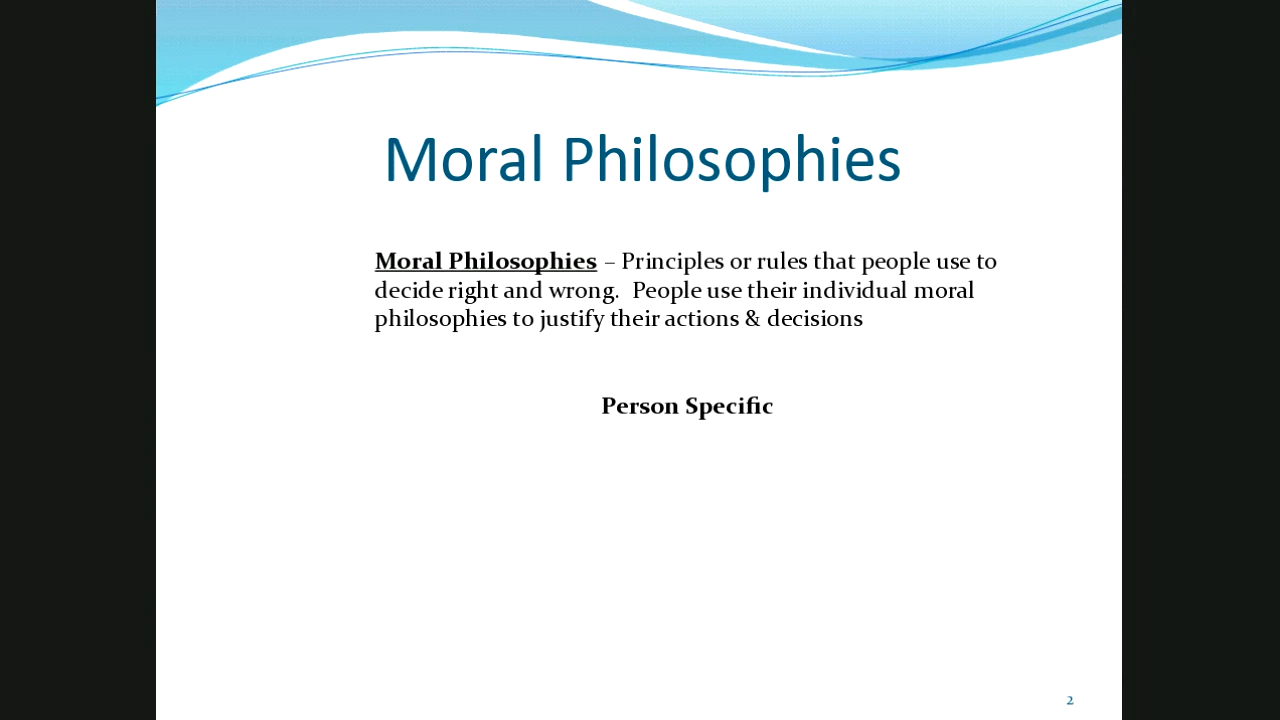 Moral Philosophies
Moral Philosophies – Principles or rules that people use to
decide right and wrong.  People use their individual moral
philosophies to justify their actions & decisions
Person Specific
2